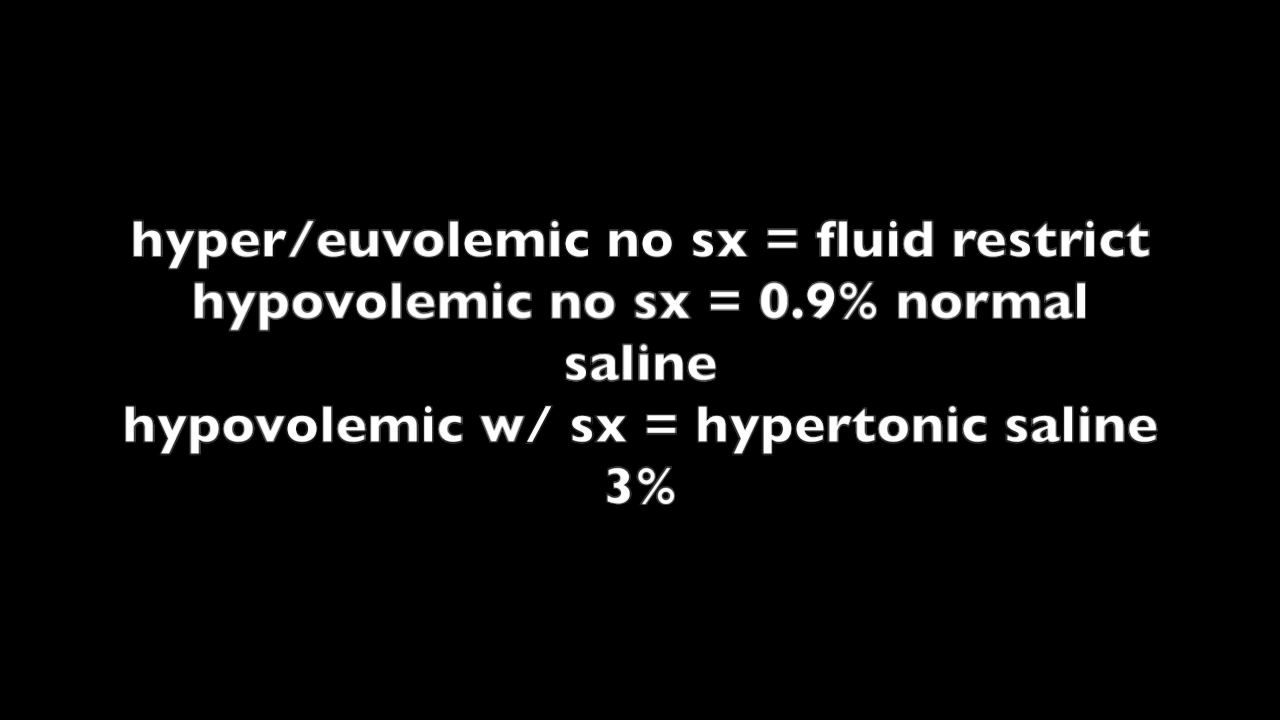 hyper/euvolemic no sx = fluid restrict
hypovolemic no sx = 0.9% normal
saline
hypovolemic w/ sx = hypertonic saline
3%